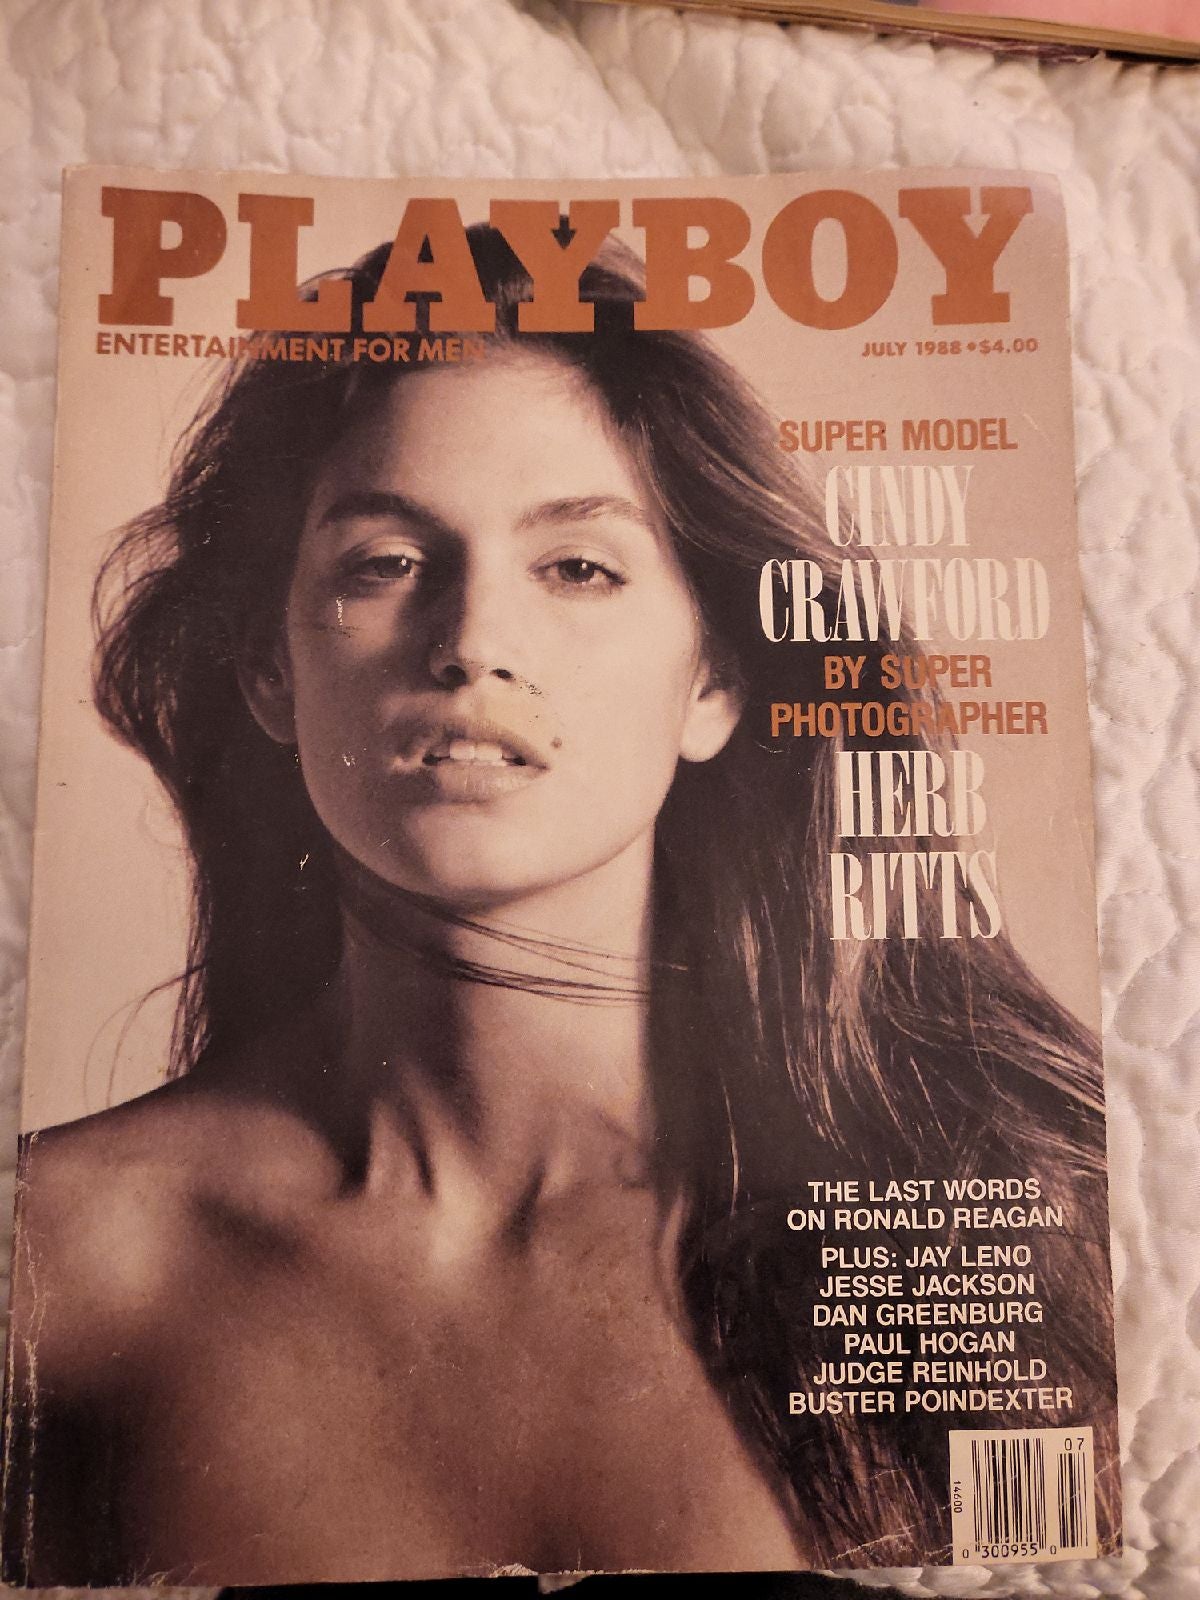 PLAYBOY
ENTERTAINMENT FOR MEN
JULY 1988 • $4.00
SUPER MODEL
CINDY
CRAWFORD
BY SUPER
PHOTOGRAPHER
HERB
RITTS
THE LAST WORDS
ON RONALD REAGAN
PLUS: JAY LENO
JESSE JACKSON
DAN GREENBURG
PAUL HOGAN
JUDGE REINHOLD
BUSTER POINDEXTER
07
14600
0 300955 0